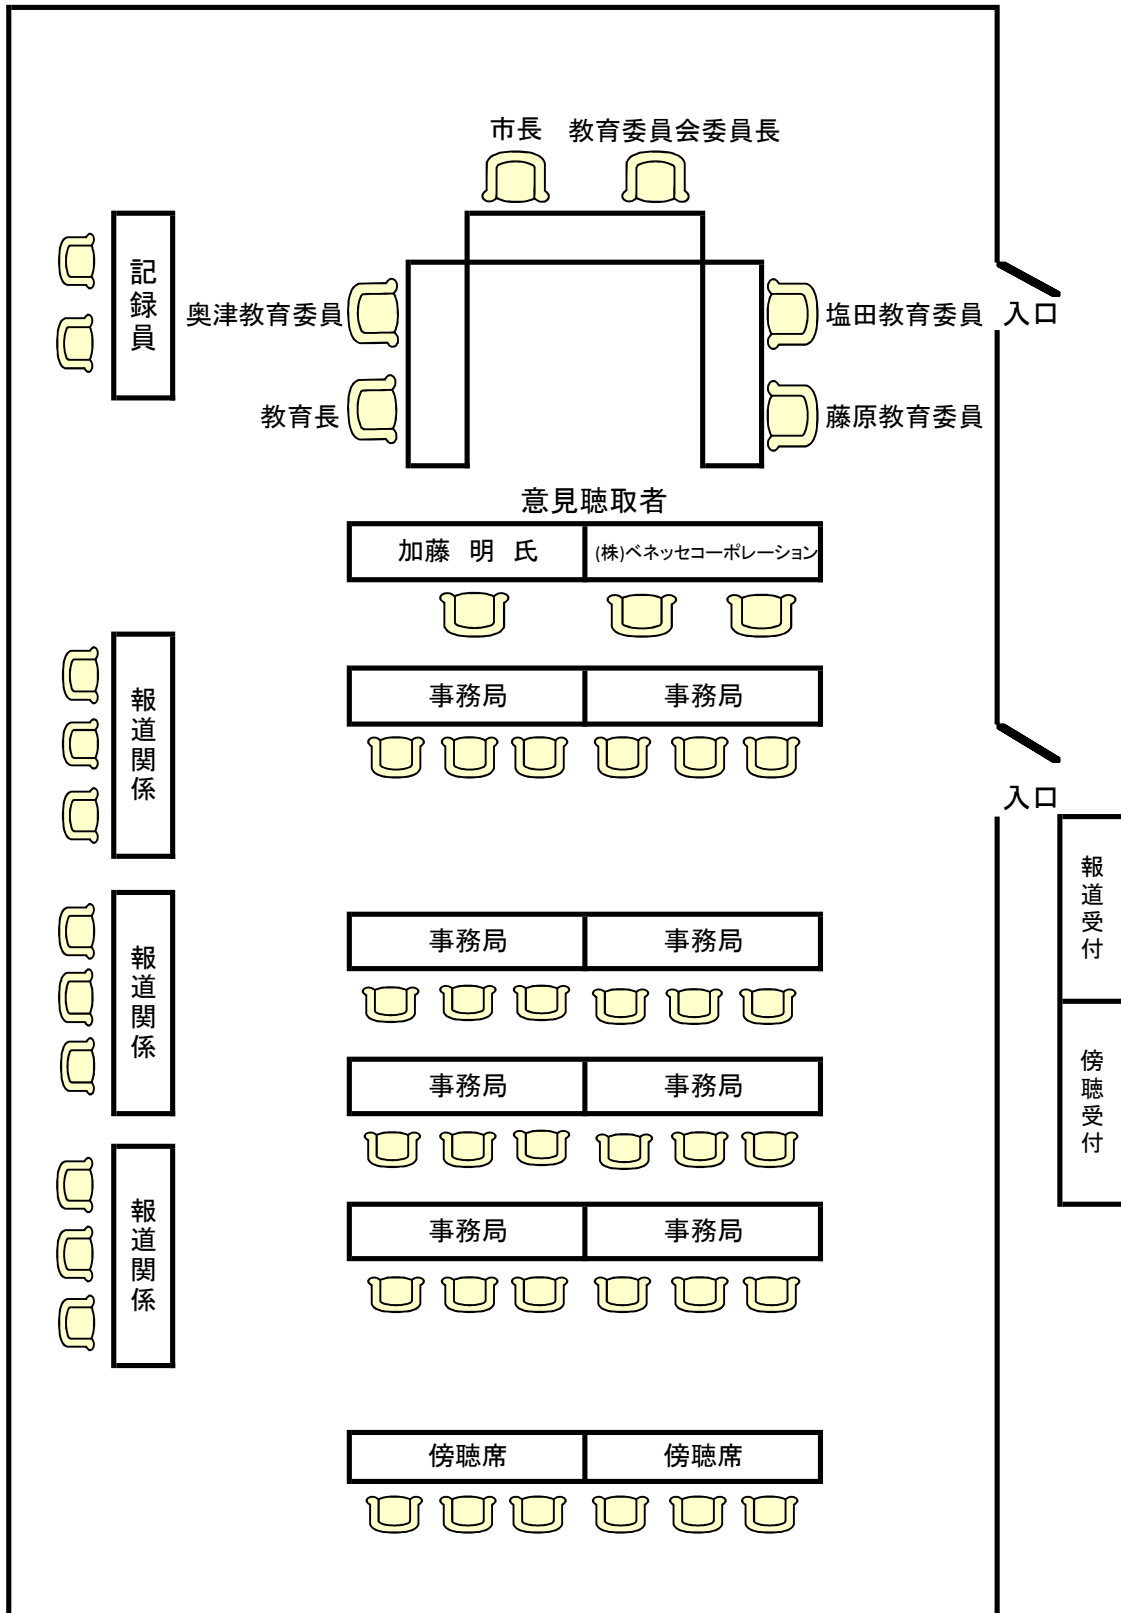 市長 教育委員会委員長
記録員
奥津教育委員
塩田教育委員
入口
教育長
藤原教育委員
意見聴取者
加藤 明 氏
(株)ベネッセコーポレーション
報道関係
事務局
事務局
入口
報道受付
報道関係
事務局
事務局
傍聴受付
事務局
事務局
報道関係
事務局
事務局
傍聴席
傍聴席